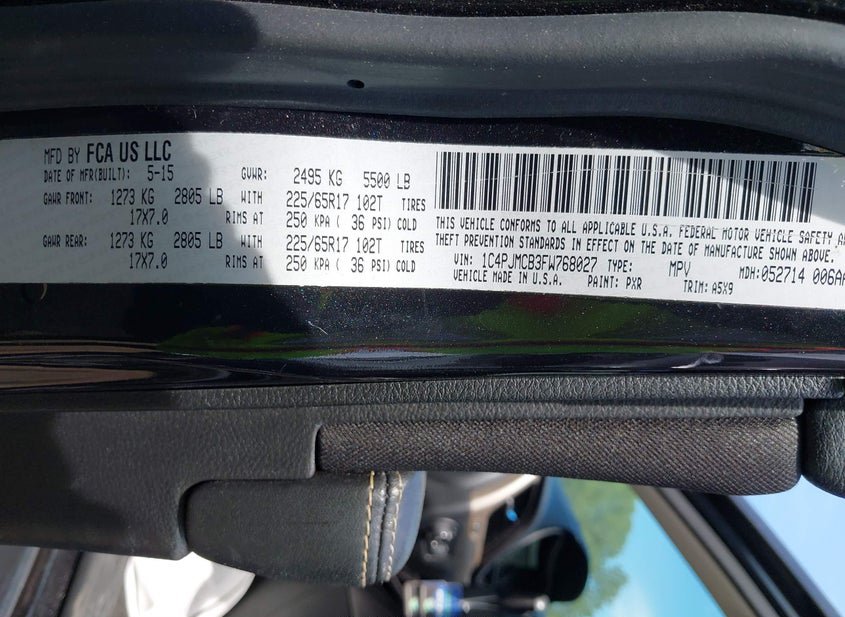 MFD BY FCA US LLC
DATE OF MFR(BUILT): 5-15 GVWR: 2495 KG 5500 LB
GAWR FRONT: 1273 KG 2805 LB WITH 225/65R17 102T TIRES
17X7.0 RIMS AT 250 KPA ( 36 PSI) COLD
GAWR REAR: 1273 KG 2805 LB WITH 225/65R17 102T TIRES
17X7.0 RIMS AT 250 KPA ( 36 PSI) COLD
THIS VEHICLE CONFORMS TO ALL APPLICABLE U.S.A. FEDERAL MOTOR VEHICLE SAFETY
THEFT PREVENTION STANDARDS IN EFFECT ON THE DATE OF MANUFACTURE SHOWN ABOVE.
VIN: 1C4PJMCB3FW768027 TYPE: MPV MDH:052714 006
VEHICLE MADE IN U.S.A. PAINT: PXR TRIM: A5X9